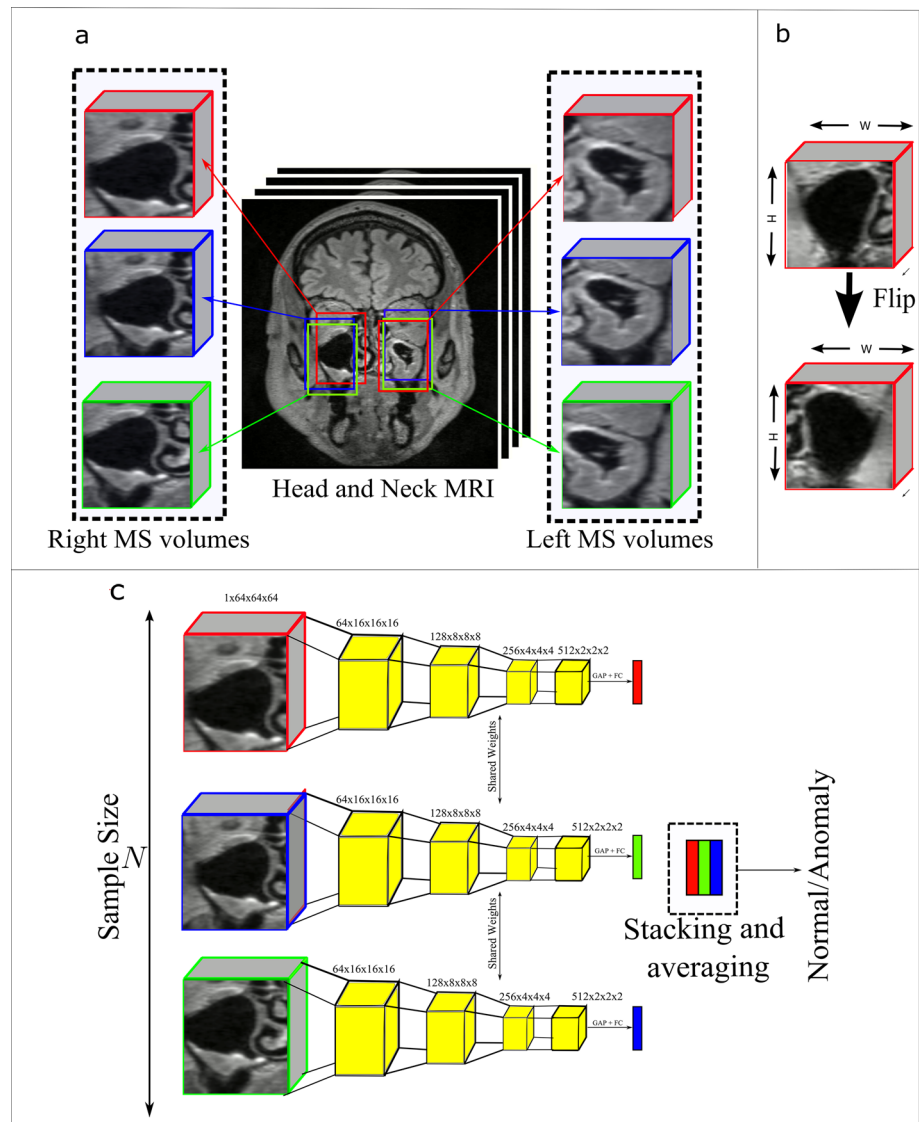 a
b
W
H
Flip
W
H
Head and Neck MRI
Right MS volumes
Left MS volumes
c
1x64x64x64
64x16x16x16
128x8x8x8
256x4x4x4
512x2x2x2
GAP + FC
Shared Weights
64x16x16x16
128x8x8x8
256x4x4x4
512x2x2x2
GAP + FC
Sample Size
N
Stacking and
averaging
Normal/Anomaly
Shared Weights
64x16x16x16
128x8x8x8
256x4x4x4
512x2x2x2
GAP + FC